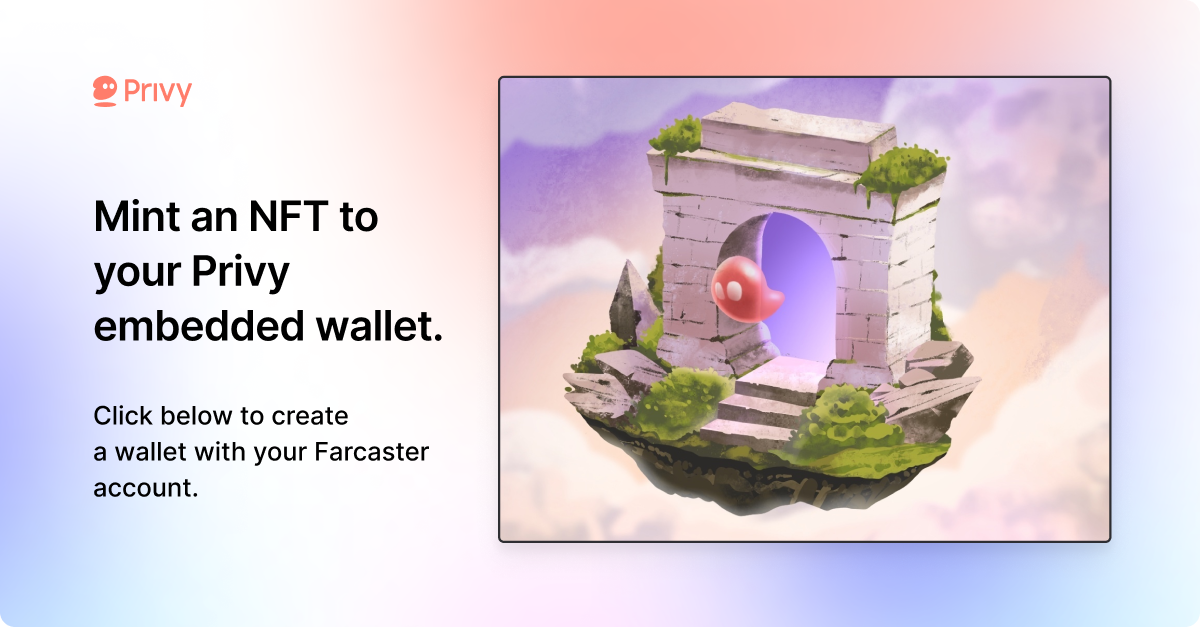 Privy
Mint an NFT to
your Privy
embedded wallet.
Click below to create
a wallet with your Farcaster
account.